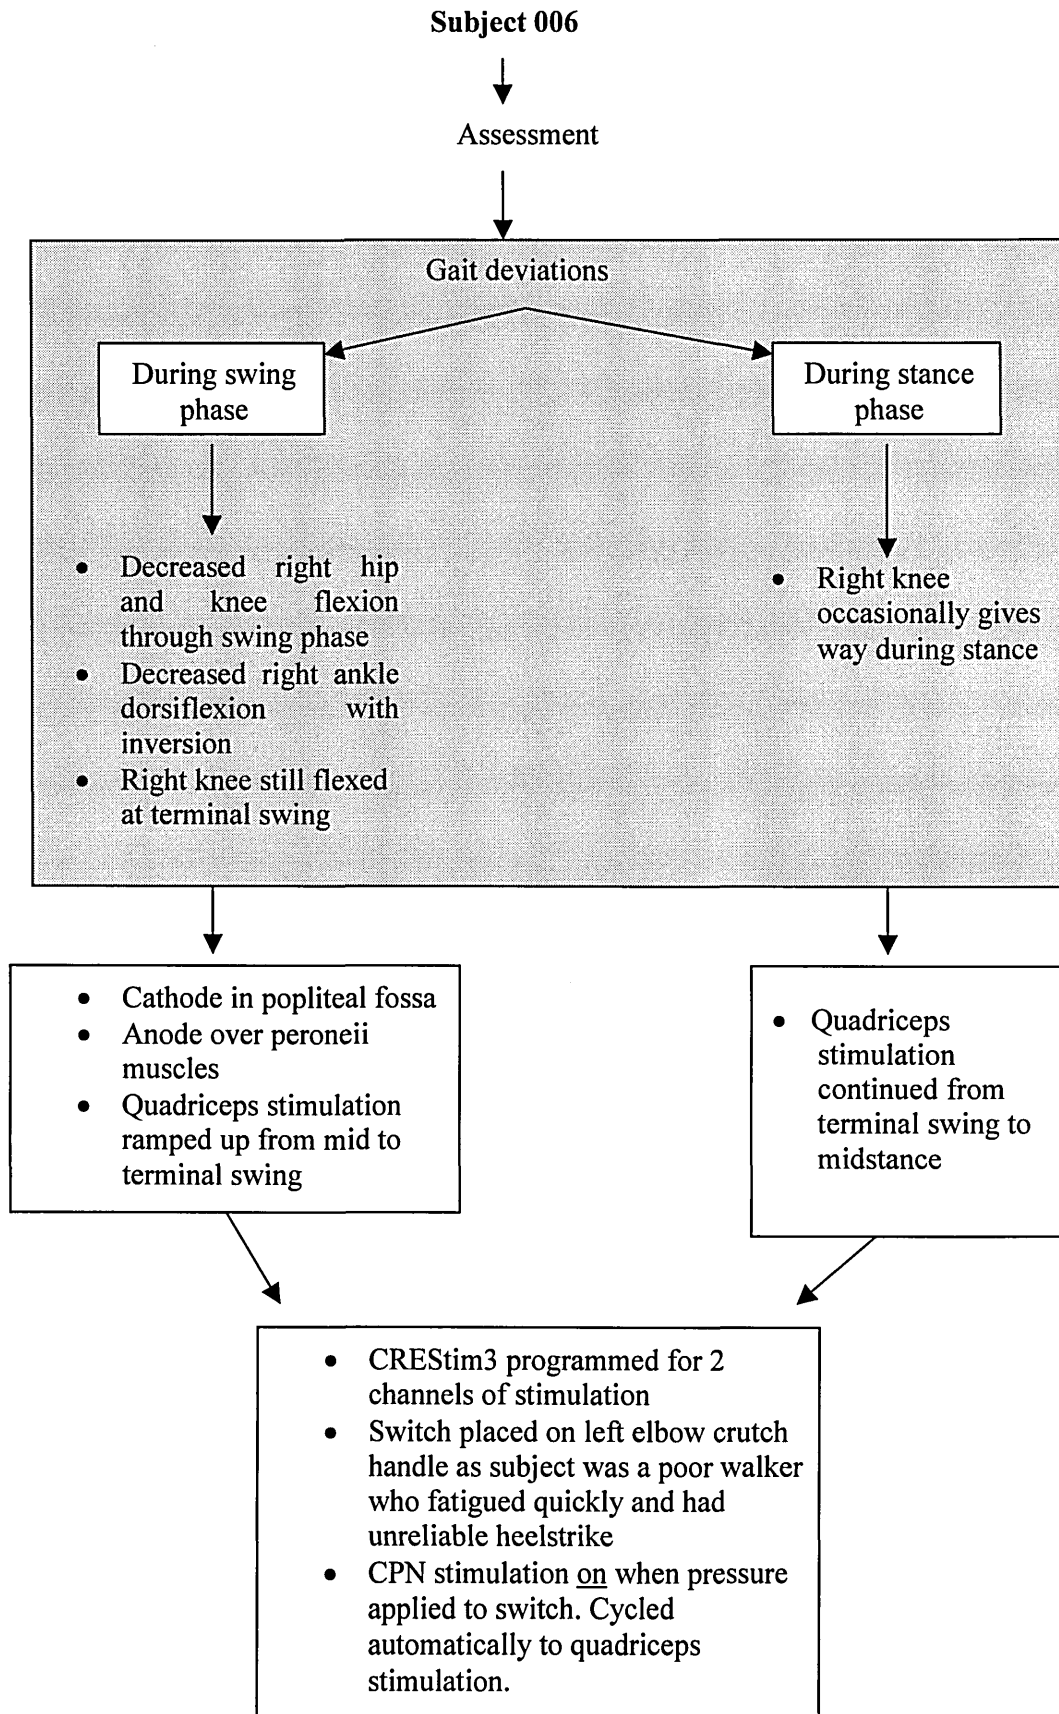 Subject 006
Assessment
Gait deviations
During swing
phase
During stance
phase
• Decreased right hip
and knee flexion
through swing phase
• Decreased right ankle
dorsiflexion with
inversion
• Right knee still flexed
at terminal swing
• Right knee
occasionally gives
way during stance
• Cathode in popliteal fossa
• Anode over peroneii
muscles
• Quadriceps stimulation
ramped up from mid to
terminal swing
• Quadriceps
stimulation
continued from
terminal swing to
midstance
• CREStim3 programmed for 2
channels of stimulation
• Switch placed on left elbow crutch
handle as subject was a poor walker
who fatigued quickly and had
unreliable heelstrike
• CPN stimulation on when pressure
applied to switch. Cycled
automatically to quadriceps
stimulation.